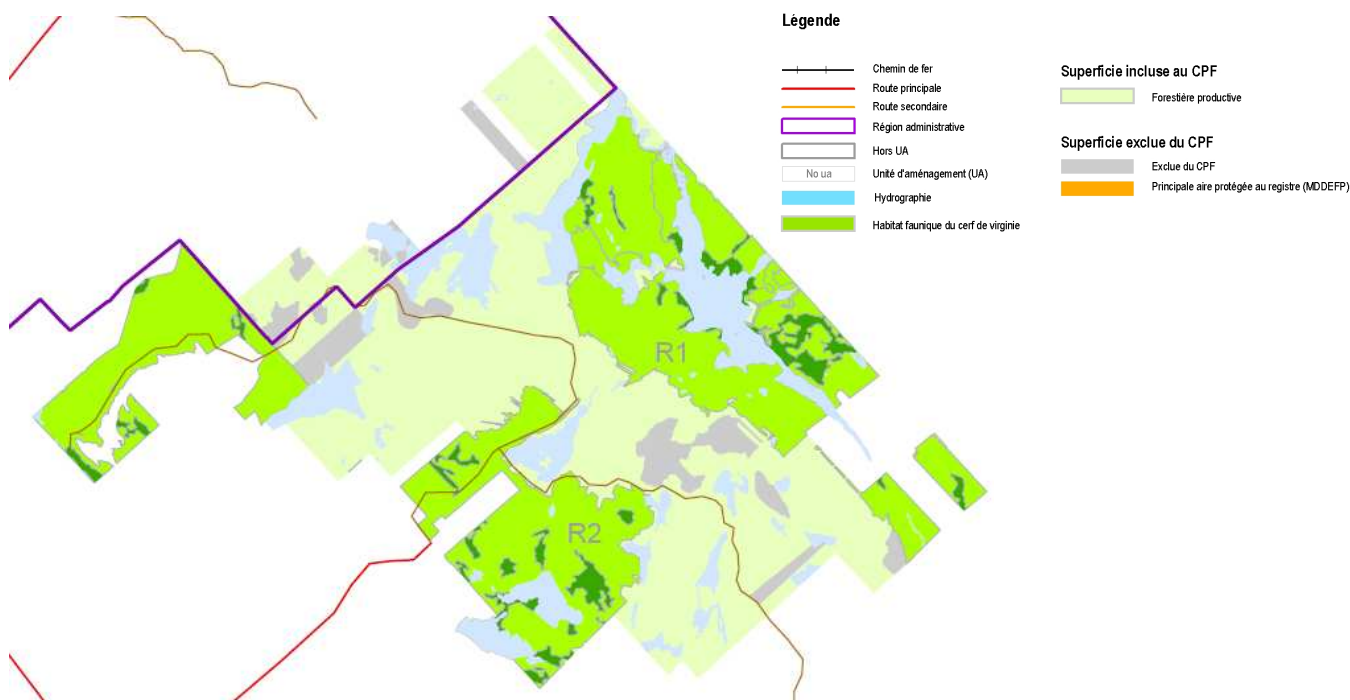 Légende
Chemin de fer
Route principale
Route secondaire
Région administrative
Hors UA
No ua Unité d'aménagement (UA)
Hydrographie
Habitat faunique du cerf de virginie
Superficie incluse au CPF
Forestière productive
Superficie exclue du CPF
Exclue du CPF
Principale aire protégée au registre (MDDEFP)
R1
R2